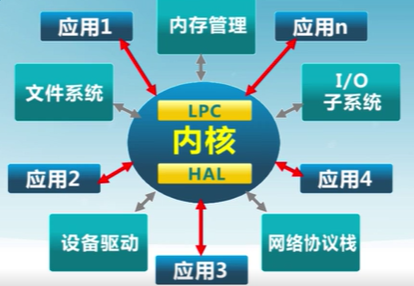 应用1
内存管理
应用n
文件系统
LPC
内核
HAL
I/O
子系统
应用2
应用4
设备驱动
应用3
网络协议栈